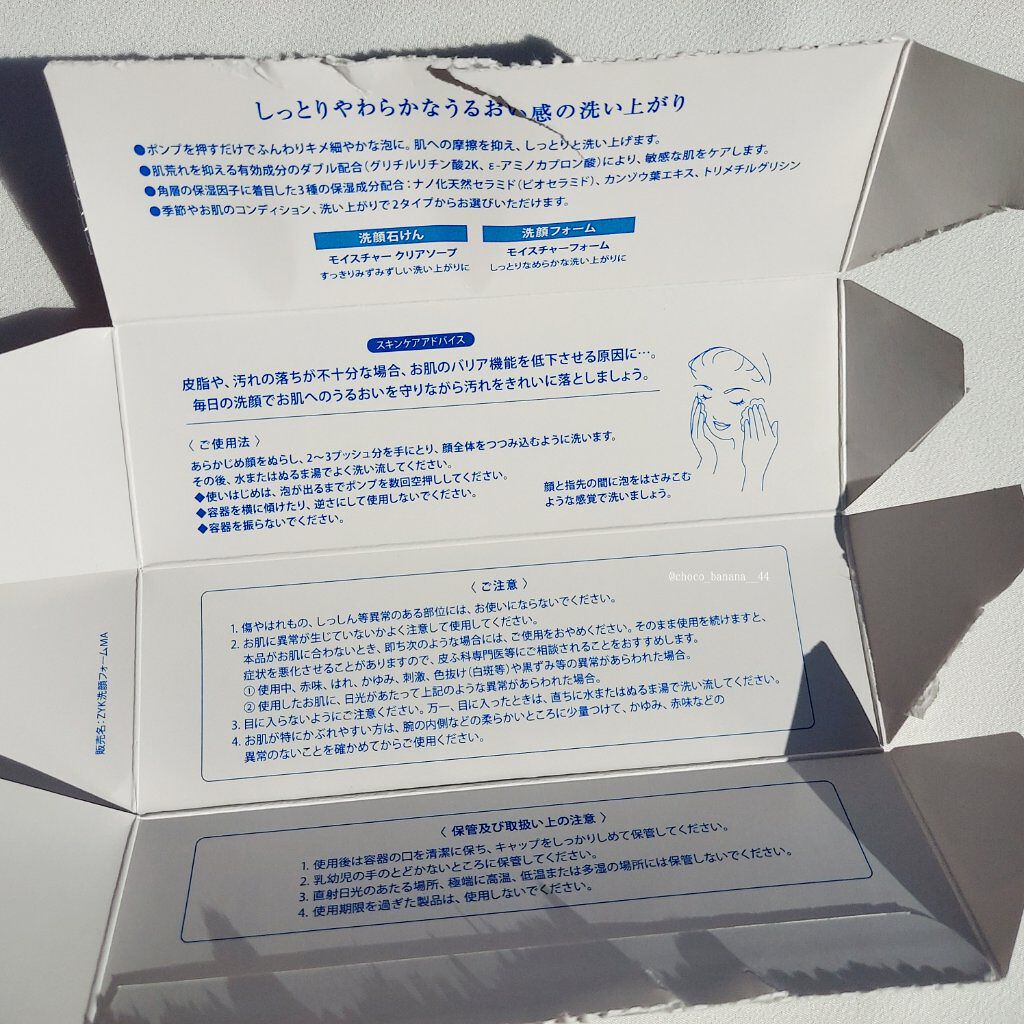 しっとりやわらかなうるおい感の洗い上がり
●ポンプを押すだけでふんわりキメ細やかな泡に。肌への摩擦を抑え、しっとりと洗い上げます。
●肌荒れを抑える有効成分のダブル配合(グリチルリチン酸2K、ε-アミノカプロン酸)により、敏感な肌をケアします。
●角層の保湿因子に着目した3種の保湿成分配合：ナノ化天然セラミド(ビオセラミド)、カンゾウ葉エキス、トリメチルグリシン
●季節やお肌のコンディション、洗い上がりで2タイプからお選びいただけます。
洗顔石けん
モイスチャー クリアソープ
すっきりみずみずしい洗い上がりに
洗顔フォーム
モイスチャーフォーム
しっとりなめらかな洗い上がりに
スキンケアアドバイス
皮脂や、汚れの落ちが不十分な場合、お肌のバリア機能を低下させる原因に…。
毎日の洗顔でお肌へのうるおいを守りながら汚れをきれいに落としましょう。
〈 ご使用法 〉
あらかじめ顔をぬらし、2〜3プッシュ分を手にとり、顔全体をつつみ込むように洗います。
その後、水またはぬるま湯でよく洗い流してください。
◆使いはじめは、泡が出るまでポンプを数回空押ししてください。
◆容器を横に傾けたり、逆さにして使用しないでください。
◆容器を振らないでください。
顔と指先の間に泡をはさみこむ
ような感覚で洗いましょう。
@choco_banana__44
〈 ご注意 〉
1. 傷やはれもの、しっしん等異常のある部位には、お使いにならないでください。
2. お肌に異常が生じていないかよく注意して使用してください。
本品がお肌に合わないとき、即ち次のような場合には、ご使用をおやめください。そのまま使用を続けますと、
症状を悪化させることがありますので、皮ふ科専門医等にご相談されることをおすすめします。
① 使用中、赤味、はれ、かゆみ、刺激、色抜け(白斑等)や黒ずみ等の異常があらわれた場合。
② 使用したお肌に、日光があたって上記のような異常があらわれた場合。
3. 目に入らないようにご注意ください。万一、目に入ったときは、直ちに水またはぬるま湯で洗い流してください。
4. お肌が特にかぶれやすい方は、腕の内側などの柔らかいところに少量つけて、かゆみ、赤味などの
異常のないことを確かめてからご使用ください。
販売名：ZYK洗顔フォームWA
〈 保管及び取扱い上の注意 〉
1. 使用後は容器の口を清潔に保ち、キャップをしっかりしめて保管してください。
2. 乳幼児の手のとどかないところに保管してください。
3. 直射日光のあたる場所、極端に高温、低温または多湿の場所には保管しないでください。
4. 使用期限を過ぎた製品は、使用しないでください。